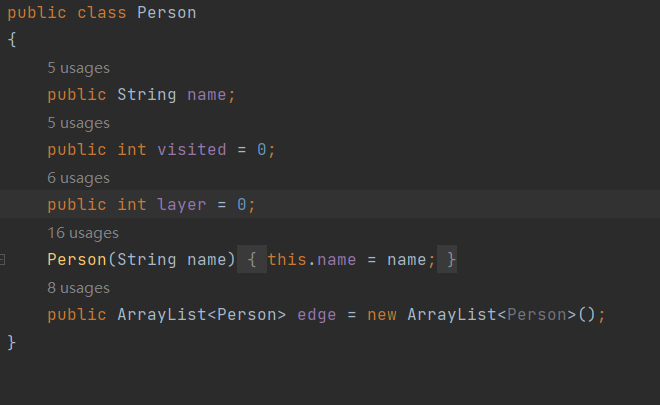 public class Person
{
5 usages
public String name;
5 usages
public int visited = 0;
6 usages
public int layer = 0;
16 usages
Person(String name) { this.name = name; }
8 usages
public ArrayList<Person> edge = new ArrayList<Person>();
}